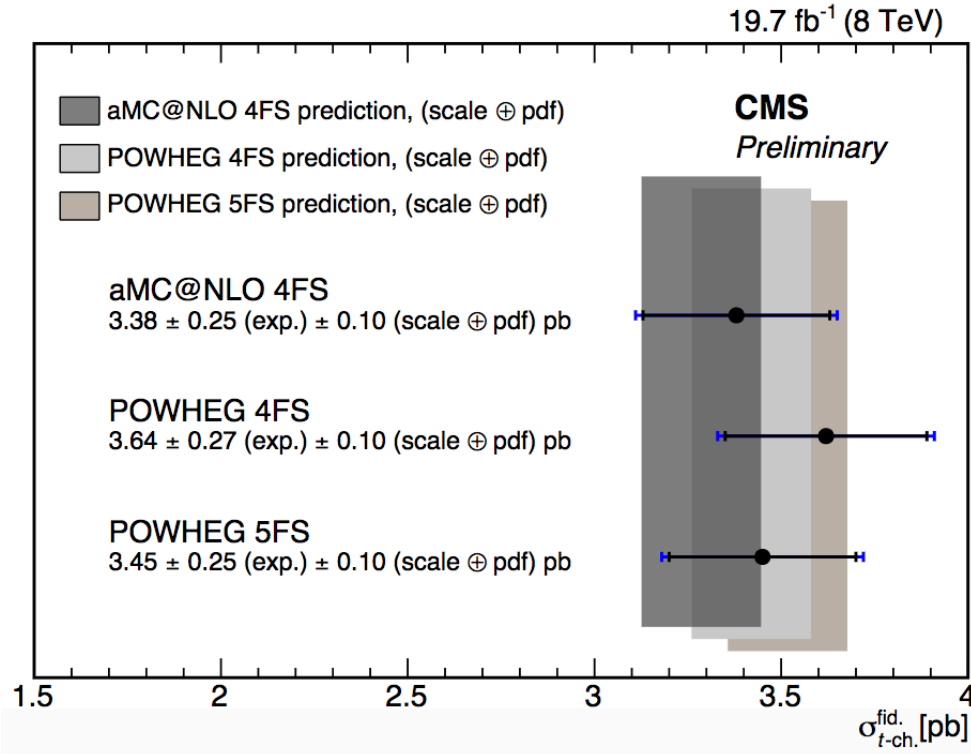 19.7 fb⁻¹ (8 TeV)
aMC@NLO 4FS prediction, (scale ⊕ pdf)
POWHEG 4FS prediction, (scale ⊕ pdf)
POWHEG 5FS prediction, (scale ⊕ pdf)
CMS
Preliminary
aMC@NLO 4FS
3.38 ± 0.25 (exp.) ± 0.10 (scale ⊕ pdf) pb
POWHEG 4FS
3.64 ± 0.27 (exp.) ± 0.10 (scale ⊕ pdf) pb
POWHEG 5FS
3.45 ± 0.25 (exp.) ± 0.10 (scale ⊕ pdf) pb
1.5 2 2.5 3 3.5 4
σ^fid._t-ch. [pb]